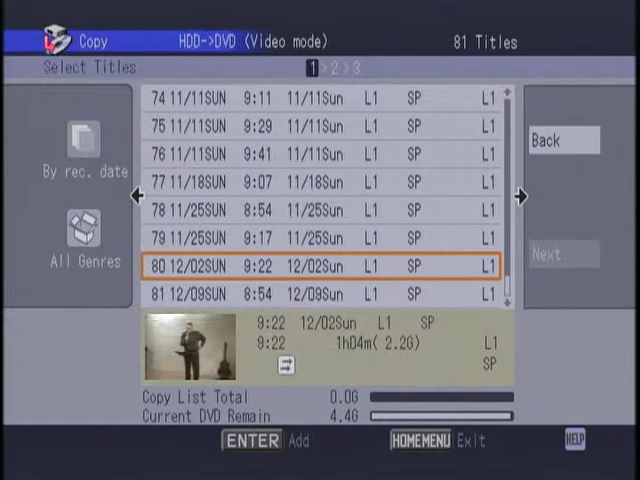 Copy HDD->DVD (Video mode) 81 Titles
Select Titles 1>2>3
By rec. date
All Genres
74 11/11SUN 9:11 11/11Sun L1 SP L1
75 11/11SUN 9:29 11/11Sun L1 SP L1
76 11/11SUN 9:41 11/11Sun L1 SP L1
77 11/18SUN 9:07 11/18Sun L1 SP L1
78 11/25SUN 8:54 11/25Sun L1 SP L1
79 11/25SUN 9:17 11/25Sun L1 SP L1
80 12/02SUN 9:22 12/02Sun L1 SP L1
81 12/09SUN 8:54 12/09Sun L1 SP L1
Back
Next
9:22 12/02Sun L1 SP
9:22 1h04m( 2.2G) L1
SP
Copy List Total 0.0G
Current DVD Remain 4.4G
ENTER Add HOMEMENU Exit HELP